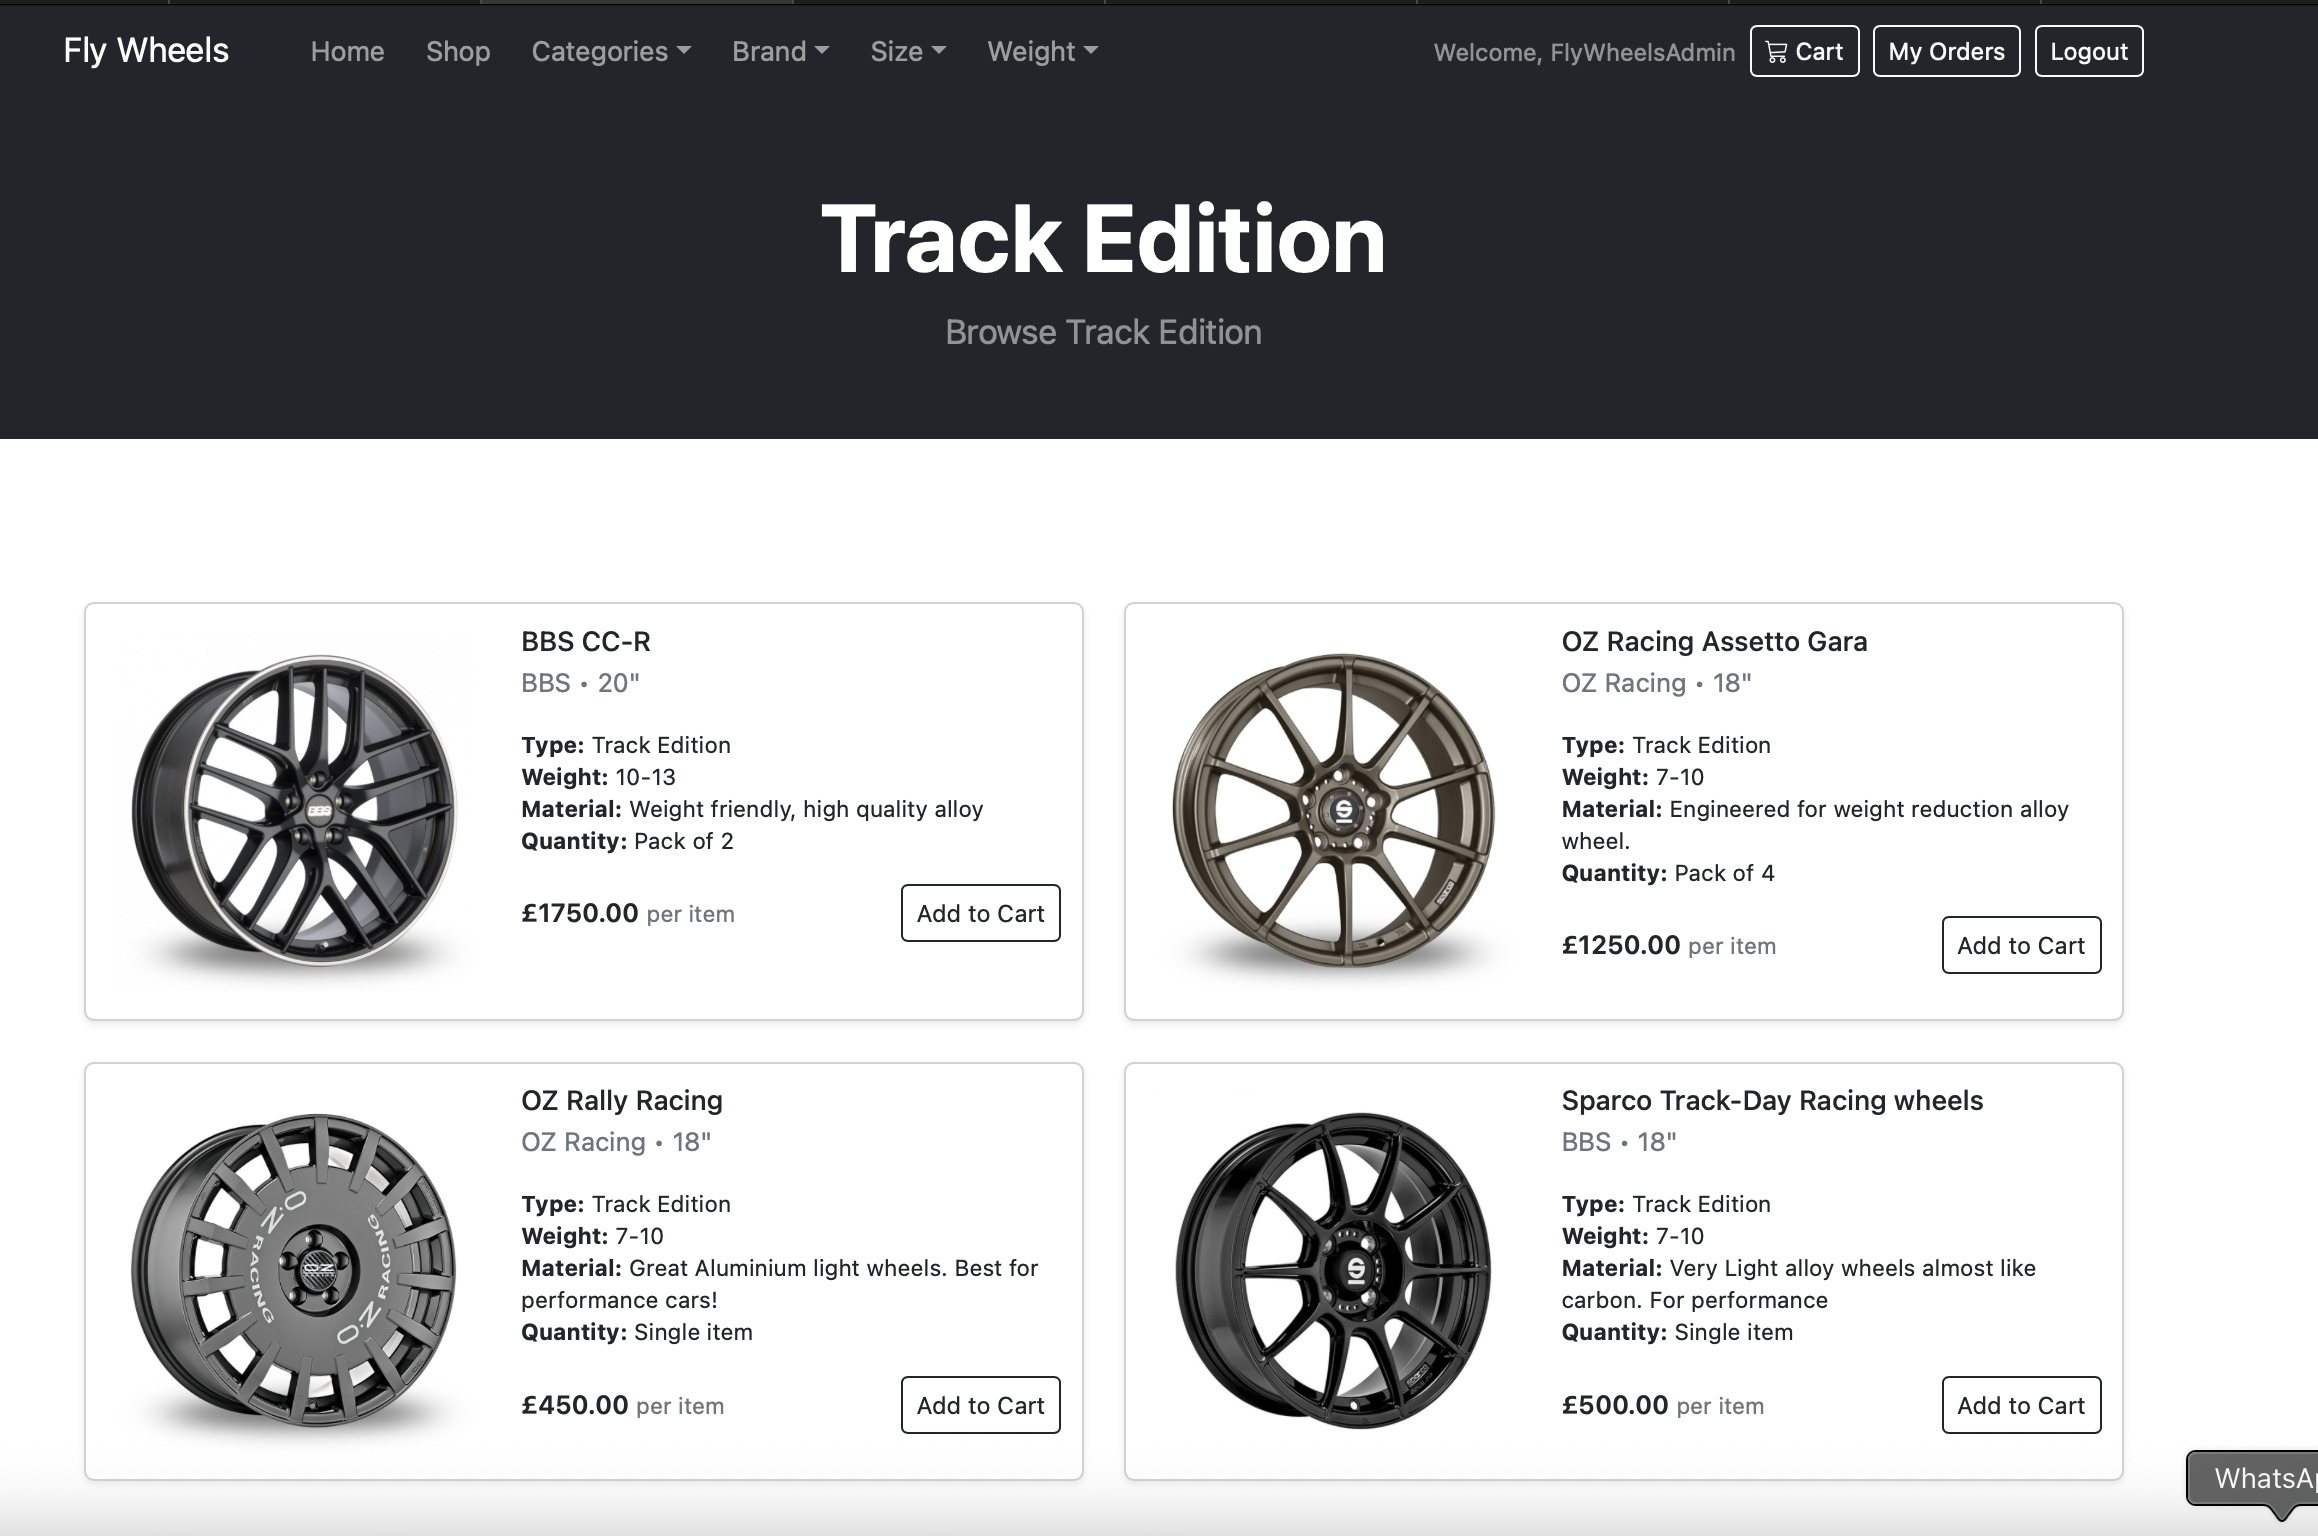 Fly Wheels Home Shop Categories Brand Size Weight Welcome, FlyWheelsAdmin Cart My Orders Logout
Track Edition
Browse Track Edition
BBS CC-R
BBS • 20"
Type: Track Edition
Weight: 10-13
Material: Weight friendly, high quality alloy
Quantity: Pack of 2
£1750.00 per item Add to Cart
BBS
OZ Racing Assetto Gara
OZ Racing • 18"
Type: Track Edition
Weight: 7-10
Material: Engineered for weight reduction alloy
wheel.
Quantity: Pack of 4
£1250.00 per item Add to Cart
OZ Rally Racing
OZ Racing • 18"
Type: Track Edition
Weight: 7-10
Material: Great Aluminium light wheels. Best for
performance cars!
Quantity: Single item
£450.00 per item Add to Cart
O.Z RACING
O.Z RACING
OZ
Sparco Track-Day Racing wheels
BBS • 18"
Type: Track Edition
Weight: 7-10
Material: Very Light alloy wheels almost like
carbon. For performance
Quantity: Single item
£500.00 per item Add to Cart